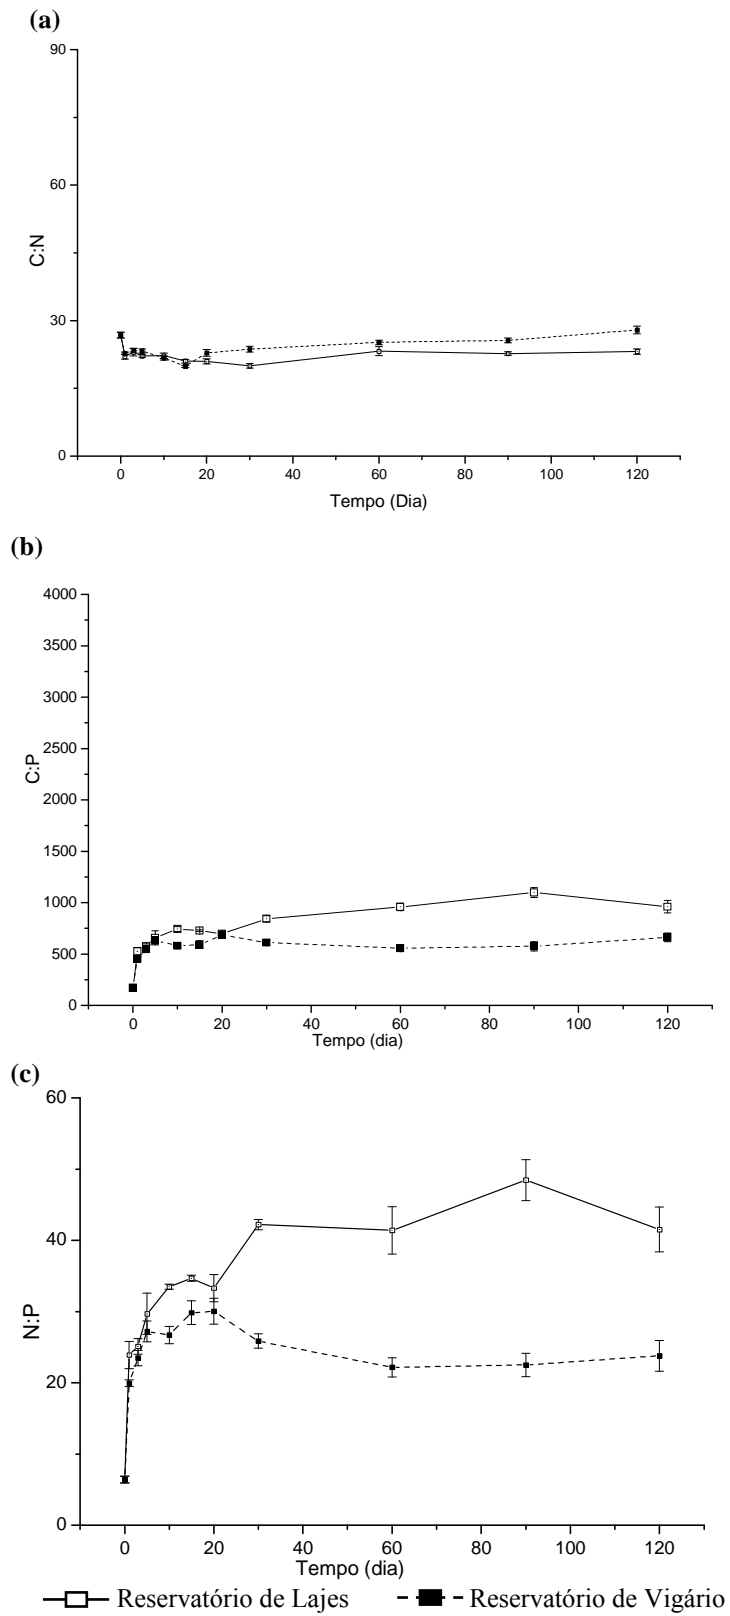 (a)
90
60
30
0
C:N
0 20 40 60 80 100 120
Tempo (Dia)
(b)
4000
3500
3000
2500
2000
1500
1000
500
0
C:P
0 20 40 60 80 100 120
Tempo (dia)
(c)
60
40
20
0
N:P
0 20 40 60 80 100 120
Tempo (dia)
Reservatório de Lajes Reservatório de Vigário